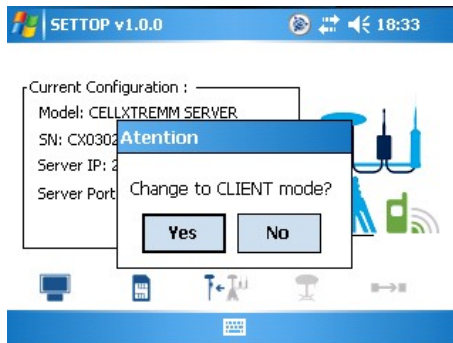 SETTOP v1.0.0 18:33
Current Configuration :
Model: CELLXTREMM SERVER
SN: CX0302
Atention
Server IP: 2
Change to CLIENT mode?
Server Port
Yes No